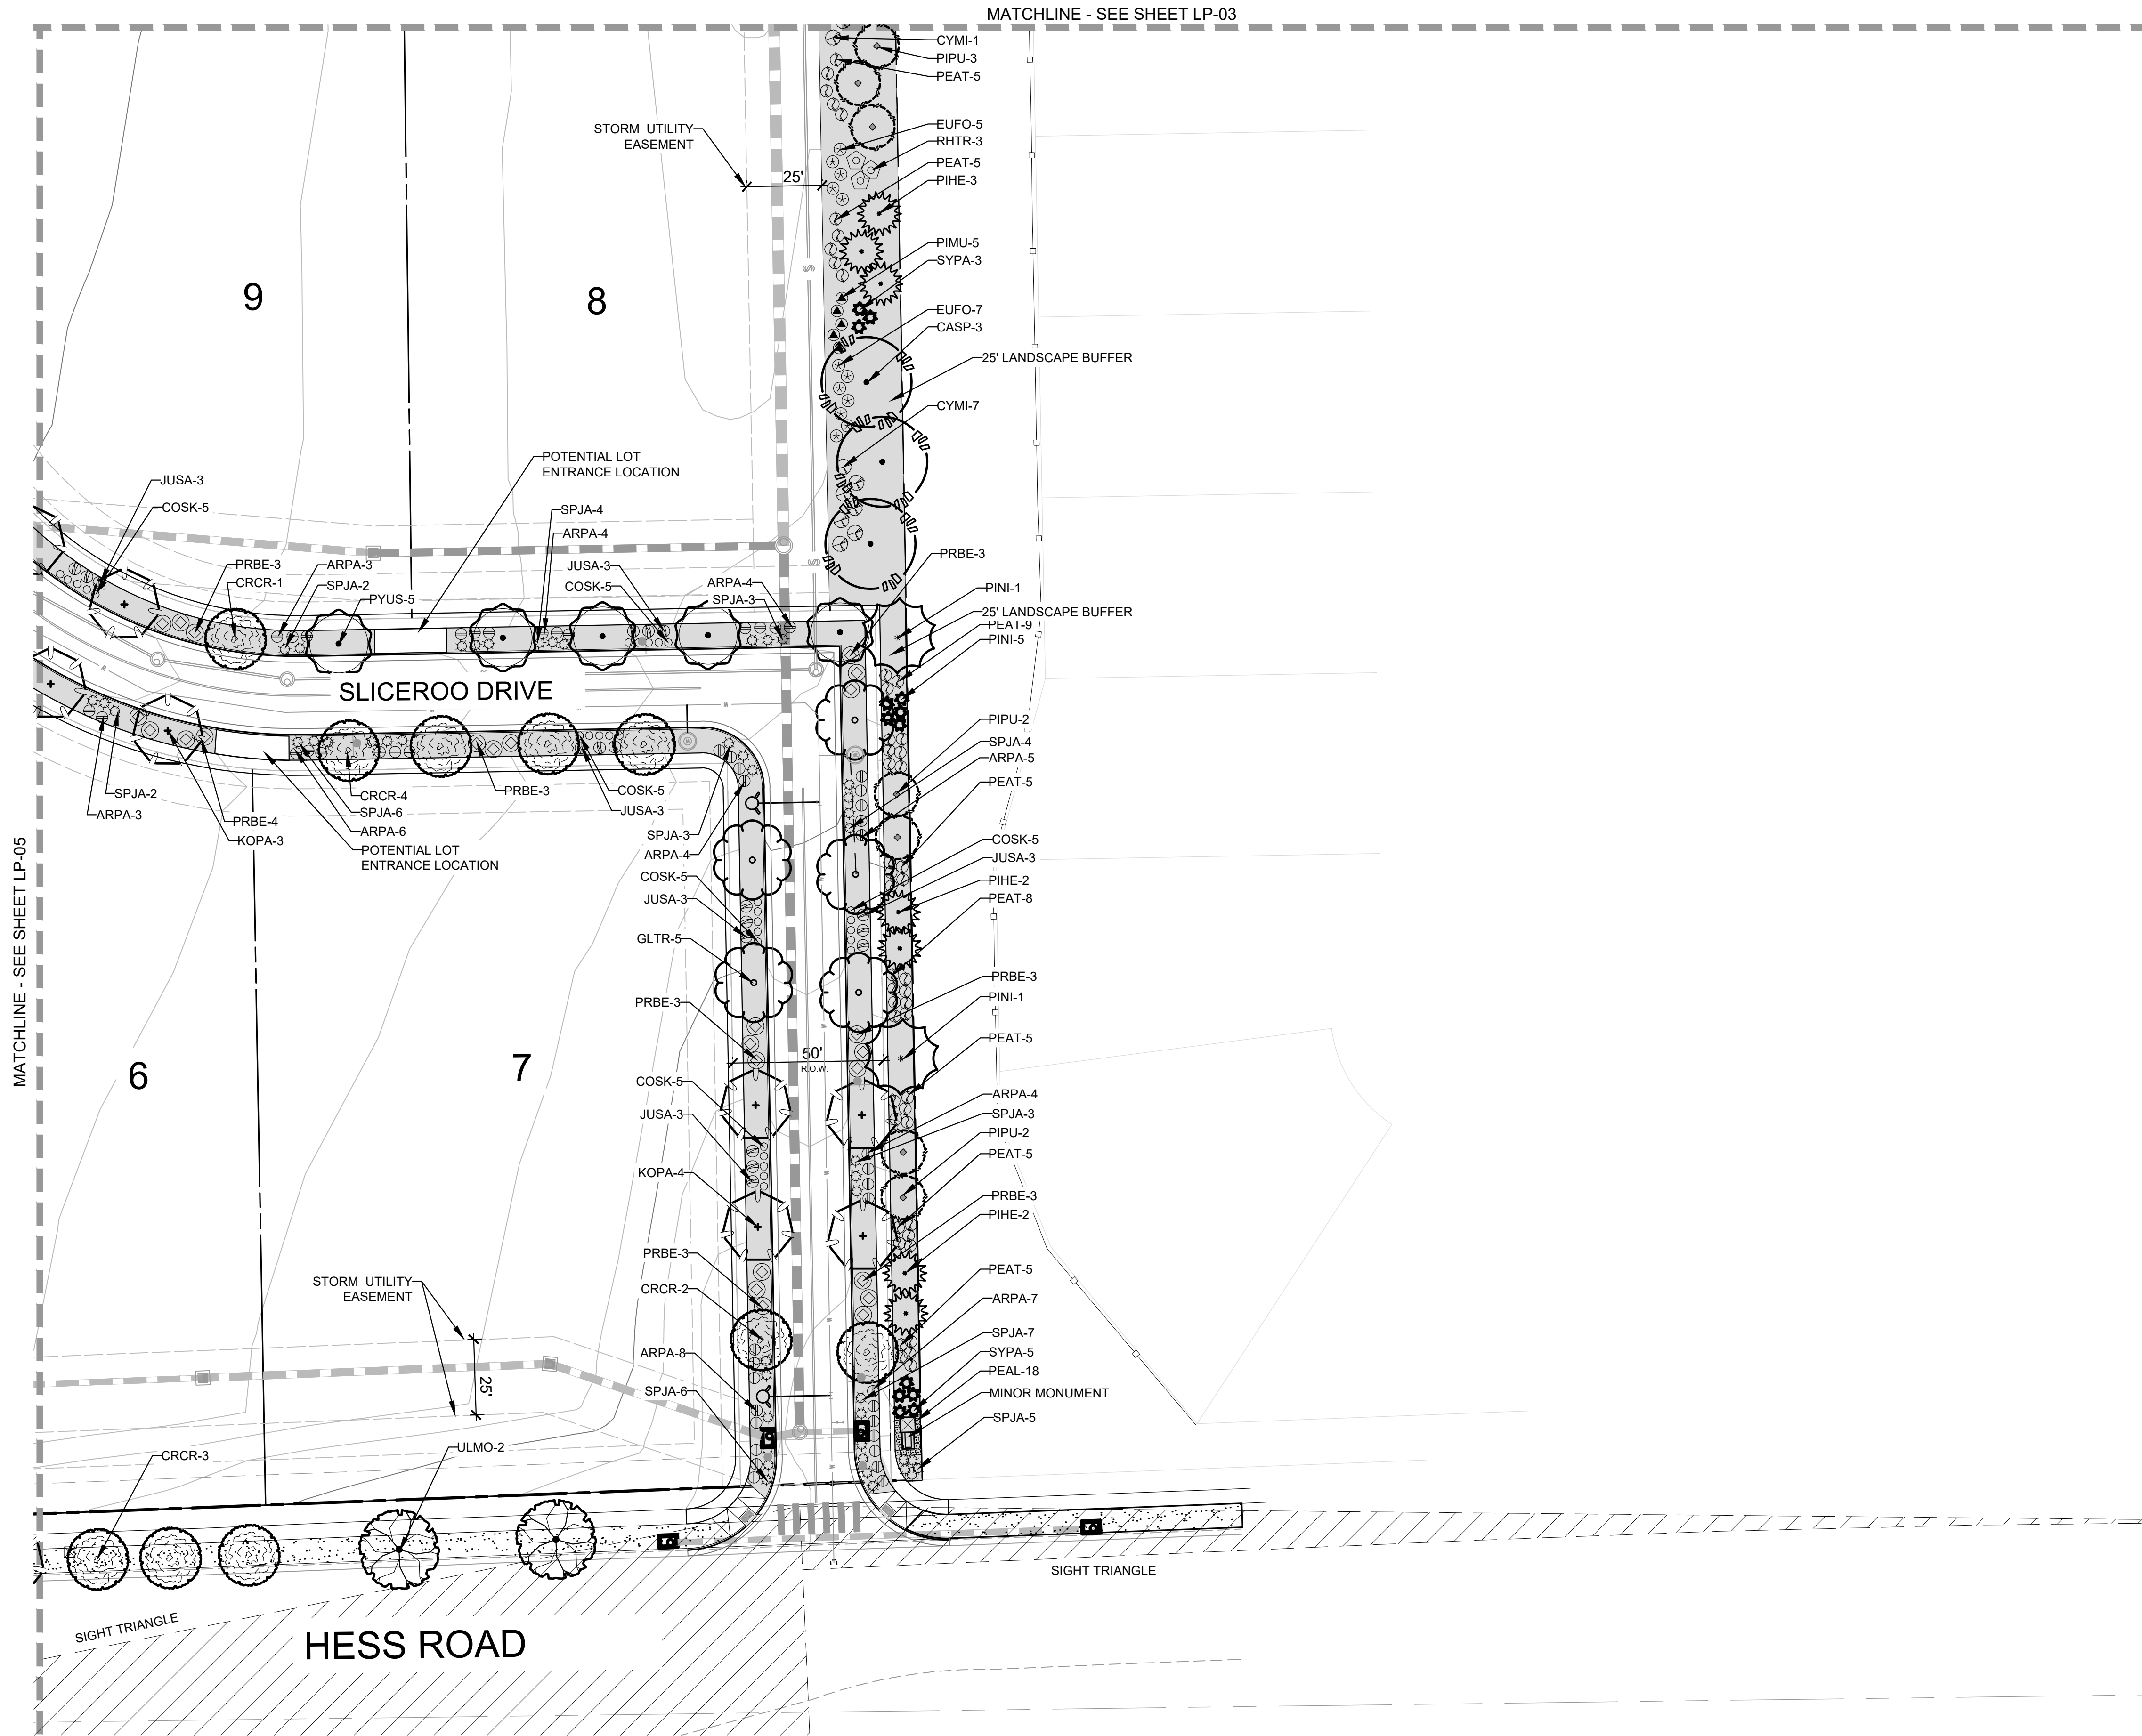 MATCHLINE - SEE SHEET LP-03
CYMI-1
PIPU-3
PEAT-5
STORM UTILITY
EASEMENT
EUFO-5
RHTR-3
PEAT-5
PIHE-3
25'
PIMU-5
SYPA-3
9
8
EUFO-7
CASP-3
25' LANDSCAPE BUFFER
CYMI-7
POTENTIAL LOT
ENTRANCE LOCATION
JUSA-3
COSK-5
SPJA-4
ARPA-4
PRBE-3
CRCR-1
ARPA-3
SPJA-2
PYUS-5
JUSA-3
COSK-5
ARPA-4
SPJA-3
PRBE-3
PINI-1
25' LANDSCAPE BUFFER
PEAT-9
PINI-5
SLICEROO DRIVE
PIPU-2
SPJA-4
ARPA-5
PEAT-5
SPJA-2
ARPA-3
PRBE-4
KOPA-3
CRCR-4
SPJA-6
ARPA-6
POTENTIAL LOT
ENTRANCE LOCATION
PRBE-3
COSK-5
JUSA-3
SPJA-3
ARPA-4
COSK-5
JUSA-3
GLTR-5
PRBE-3
COSK-5
JUSA-3
PIHE-2
PEAT-8
PRBE-3
PINI-1
PEAT-5
MATCHLINE - SEE SHEET LP-05
6
7
50'
R.O.W.
COSK-5
JUSA-3
KOPA-4
PRBE-3
CRCR-2
ARPA-8
SPJA-6
ARPA-4
SPJA-3
PIPU-2
PEAT-5
PRBE-3
PIHE-2
PEAT-5
ARPA-7
SPJA-7
SYPA-5
PEAL-18
MINOR MONUMENT
SPJA-5
STORM UTILITY
EASEMENT
25'
CRCR-3
ULMO-2
SIGHT TRIANGLE
SIGHT TRIANGLE
HESS ROAD